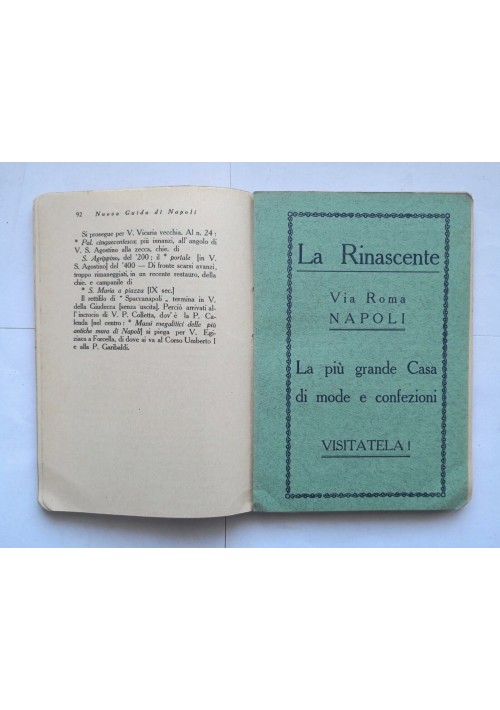 92 Nuova Guida di Napoli
Si prosegue per V. Vicaria vecchia. Al n. 24 :
* Pal. cinquecentesco; più innanzi, all'angolo di
V. S. Agostino alla zecca, chie. di
S. Agrippino, del '200 : il * portale [in V.
S. Agostino] del '400 — Di fronte scarsi avanzi,
troppo rimaneggiati, in un recente restauro, della
chie. e campanile di
* S. Maria a piazza [IX sec.]
Il rettifilo di " Spaccanapoli „ termina in V.
della Giudecca [senza uscita]. Perciò arrivati al-
l'incrocio di V. P. Colletta, dov' è la P. Ca-
lenda [nel centro : * Massi megalitici delle più
antiche mura di Napoli] si pinga per V. Egi-
ziaca a Forcella, di dove si va al Corso Umberto I
e alla P. Garibaldi.
La Rinascente
Via Roma
NAPOLI
La più grande Casa
di mode e confezioni
VISITATELA !